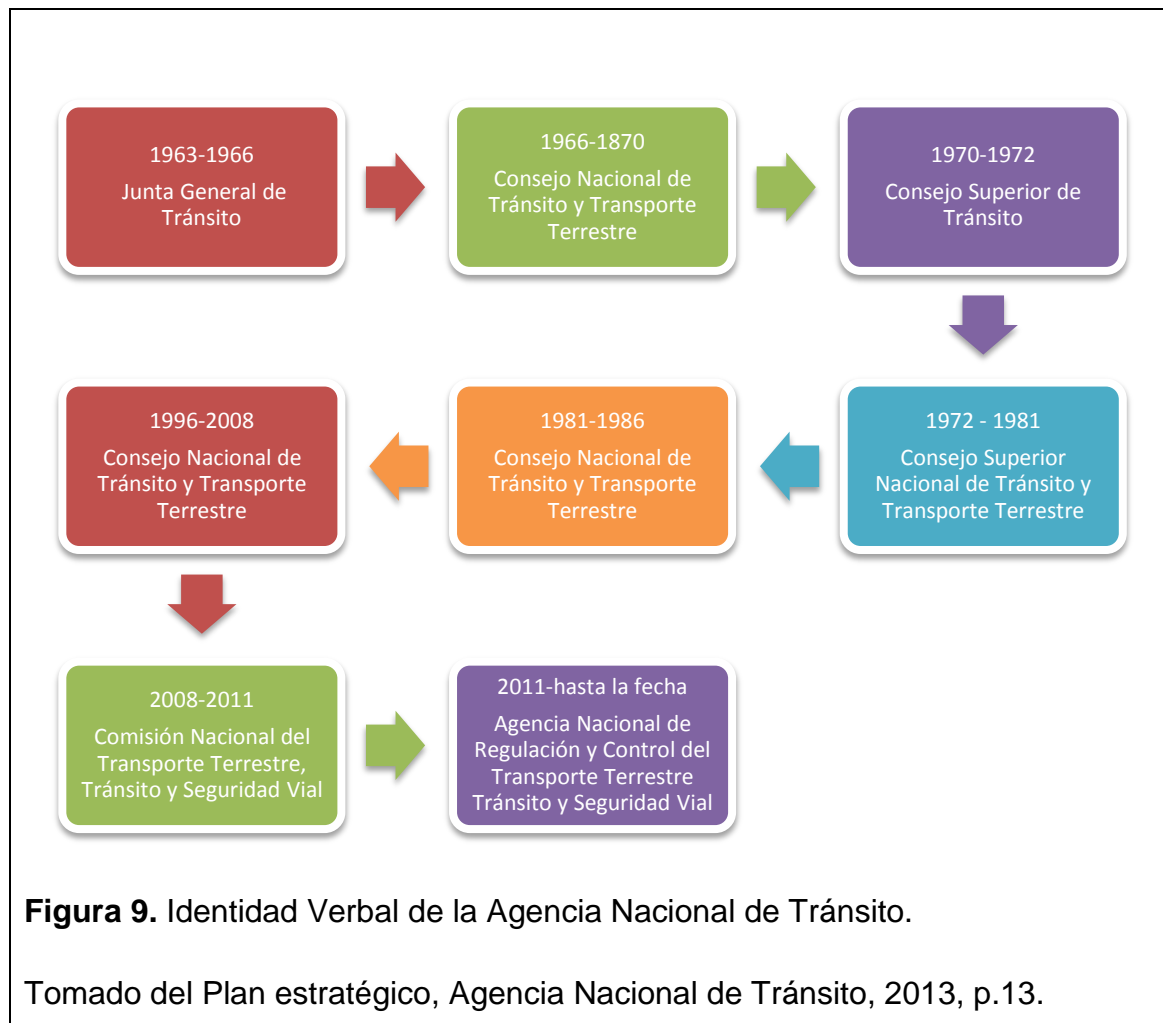 1963-1966
Junta General de
Tránsito
1966-1870
Consejo Nacional de
Tránsito y Transporte
Terrestre
1970-1972
Consejo Superior de
Tránsito
1972 - 1981
Consejo Superior
Nacional de Tránsito y
Transporte Terrestre
1981-1986
Consejo Nacional de
Tránsito y Transporte
Terrestre
1996-2008
Consejo Nacional de
Tránsito y Transporte
Terrestre
2008-2011
Comisión Nacional del
Transporte Terrestre,
Tránsito y Seguridad Vial
2011-hasta la fecha
Agencia Nacional de
Regulación y Control del
Transporte Terrestre
Tránsito y Seguridad Vial
Figura 9. Identidad Verbal de la Agencia Nacional de Tránsito.
Tomado del Plan estratégico, Agencia Nacional de Tránsito, 2013, p.13.